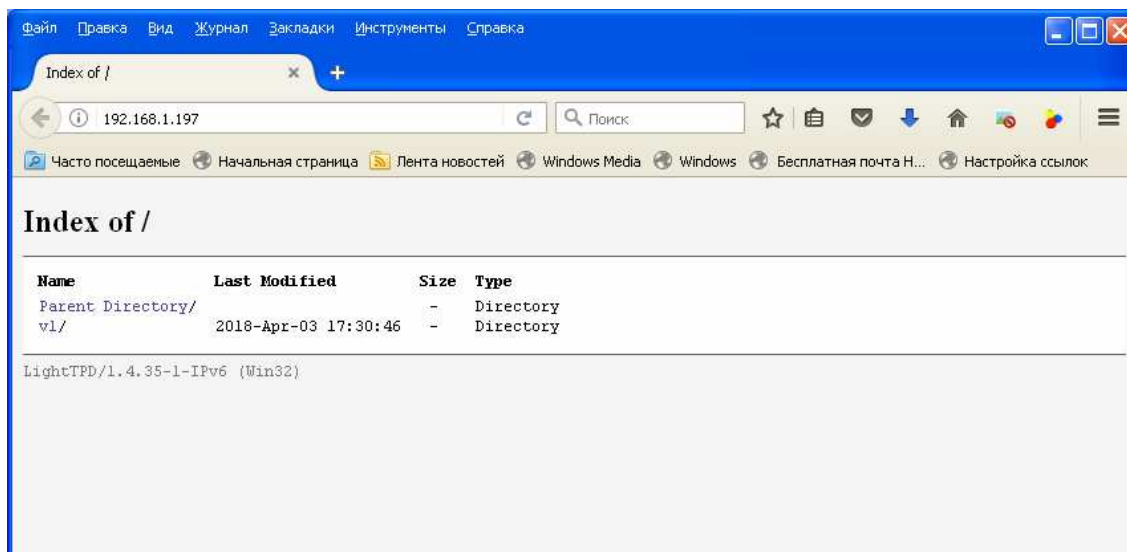 Файл Правка Вид Журнал Закладки Инструменты Справка
Index of /
192.168.1.197 Поиск
Часто посещаемые Начальная страница Лента новостей Windows Media Windows Бесплатная почта H... Настройка ссылок
Index of /
Name Last Modified Size Type
Parent Directory/ - Directory
v1/ 2018-Apr-03 17:30:46 - Directory
LightTPD/1.4.35-1-IPv6 (Win32)